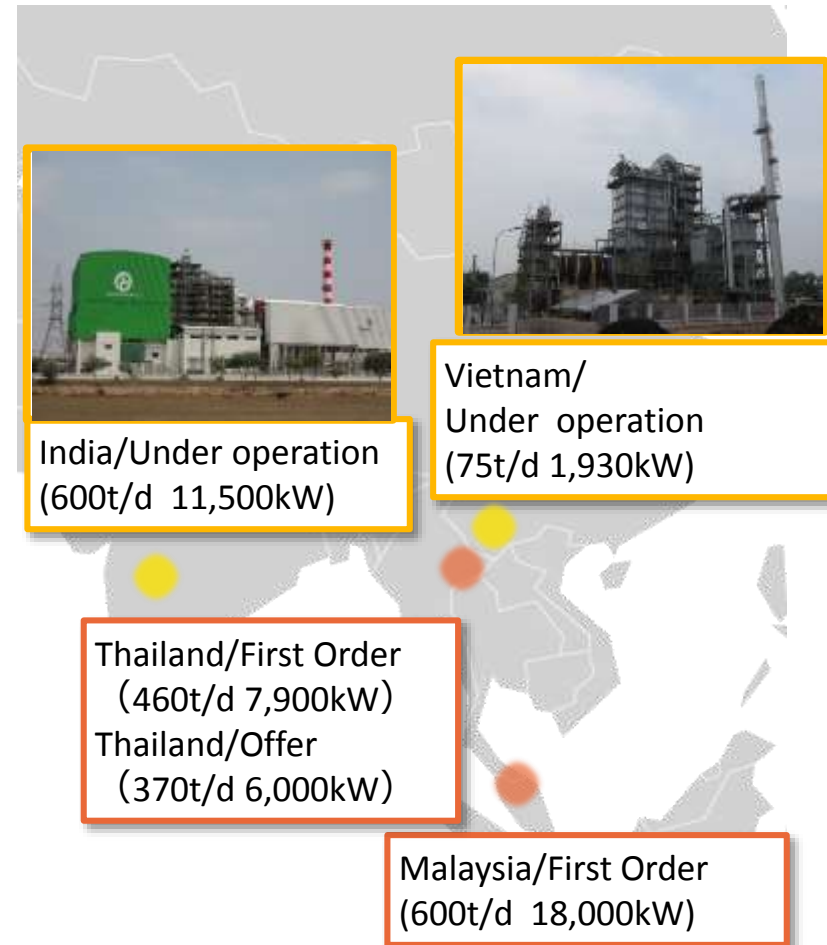 India/Under operation
(600t/d  11,500kW)
Vietnam/
Under  operation
(75t/d 1,930kW)
Thailand/First Order
（460t/d 7,900kW）
Thailand/Offer
（370t/d 6,000kW）
Malaysia/First Order
(600t/d  18,000kW)